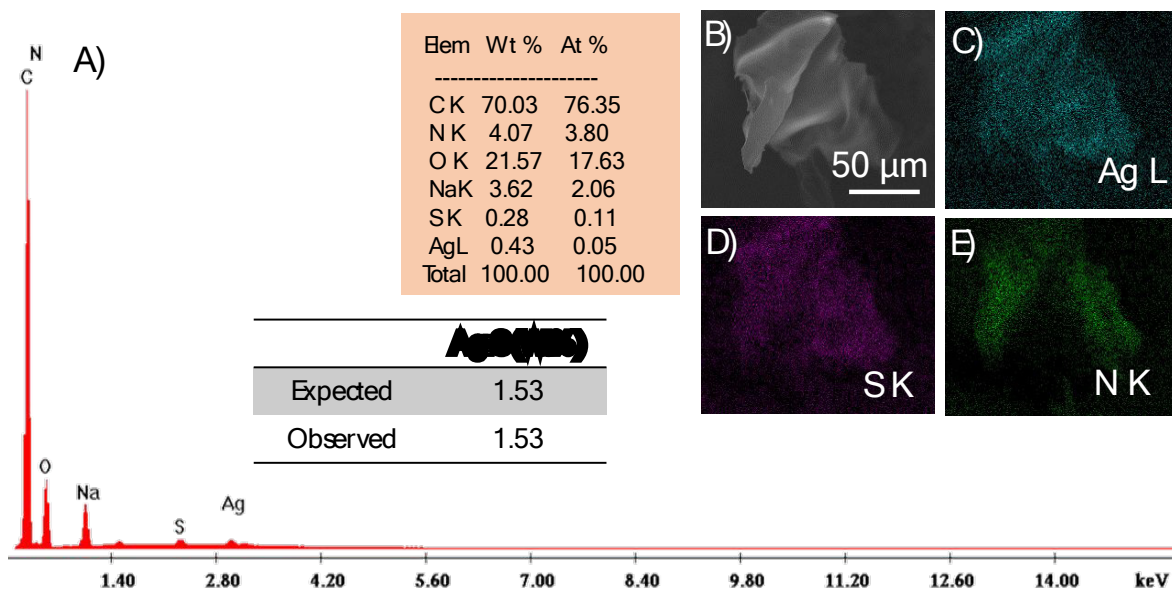 A)
N
C
O
Na
S
Ag
1.40 2.80 4.20 5.60 7.00 8.40 9.80 11.20 12.60 14.00 keV
Elem Wt % At %
---------------------
C K 70.03 76.35
N K 4.07 3.80
O K 21.57 17.63
NaK 3.62 2.06
S K 0.28 0.11
AgL 0.43 0.05
Total 100.00 100.00
Expected 1.53
Observed 1.53
B)
50 µm
C)
Ag L
D)
S K
E)
N K